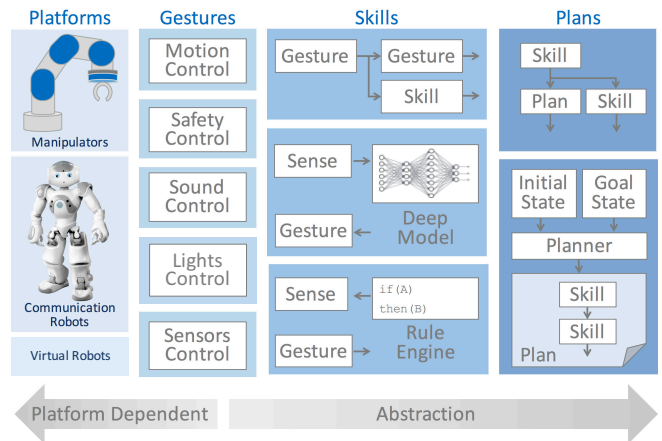 Platforms
Gestures
Skills
Plans
Manipulators
Communication
Robots
Virtual Robots
Motion
Control
Safety
Control
Sound
Control
Lights
Control
Sensors
Control
Gesture
Gesture
Skill
Sense
Gesture
Deep
Model
Sense
if(A)
then(B)
Gesture
Rule
Engine
Skill
Plan
Skill
Initial
State
Goal
State
Planner
Skill
Skill
Plan
Platform Dependent
Abstraction